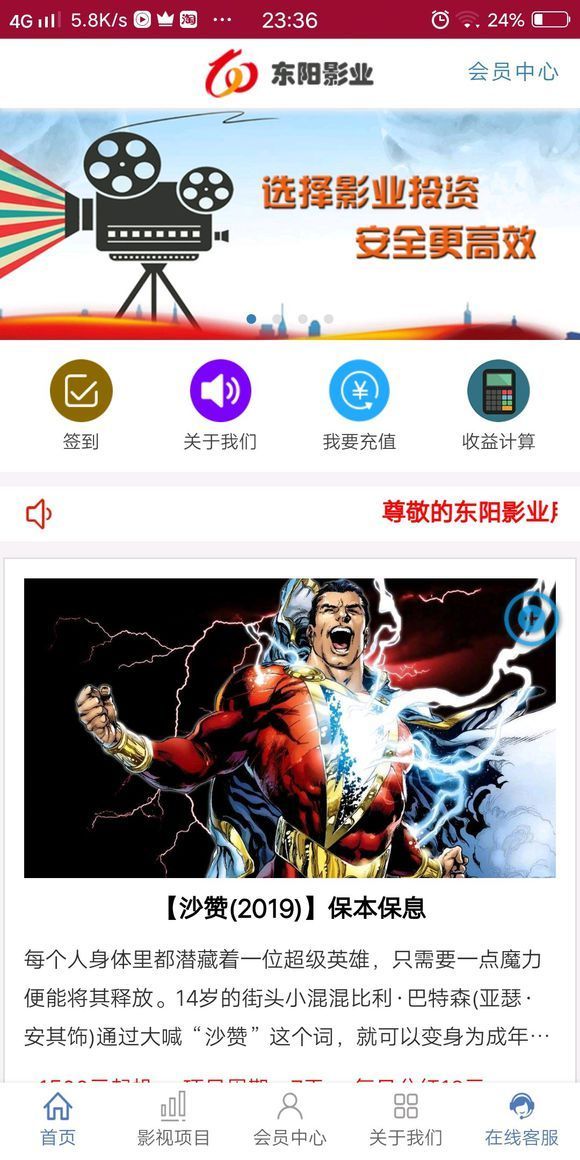 4G 5.8K/s 淘 ··· 23:36 24%
东阳影业 会员中心
选择影业投资
安全更高效
签到 关于我们 我要充值 收益计算
尊敬的东阳影业
【沙赞(2019)】保本保息
每个人身体里都潜藏着一位超级英雄，只需要一点魔力
便能将其释放。14岁的街头小混混比利·巴特森(亚瑟·
安其饰)通过大喊“沙赞”这个词，就可以变身为成年…
首页 影视项目 会员中心 关于我们 在线客服